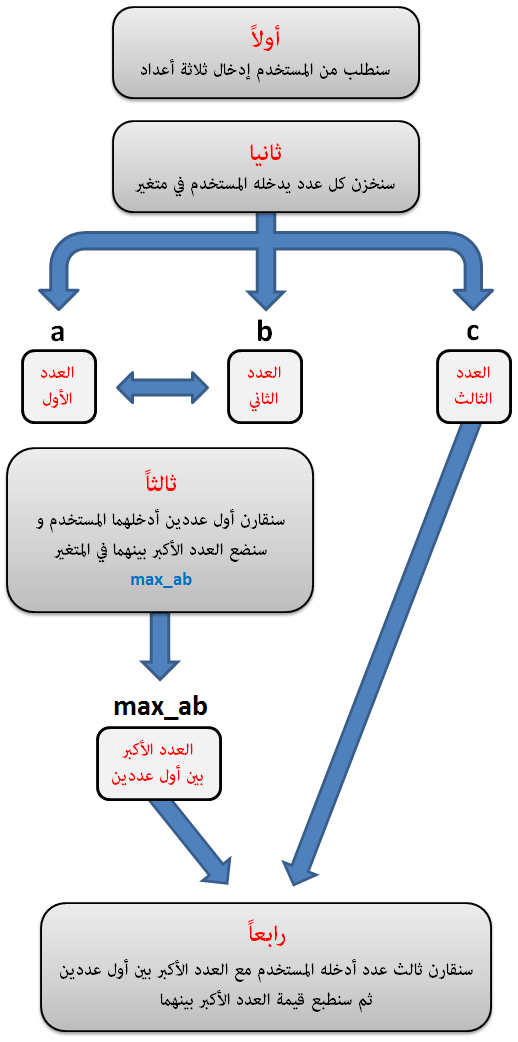 أولاً
سنطلب من المستخدم إدخال ثلاثة أعداد
ثانيا
سنخزن كل عدد يدخله المستخدم في متغير
a
b
c
العدد
الأول
العدد
الثاني
العدد
الثالث
ثالثاً
سنقارن أول عددين أدخلهما المستخدم و
سنضع العدد الأكبر بينهما في المتغير
max_ab
max_ab
العدد الأكبر
بين أول عددين
رابعاً
سنقارن ثالث عدد أدخله المستخدم مع العدد الأكبر بين أول عددين
ثم سنطبع قيمة العدد الأكبر بينهما